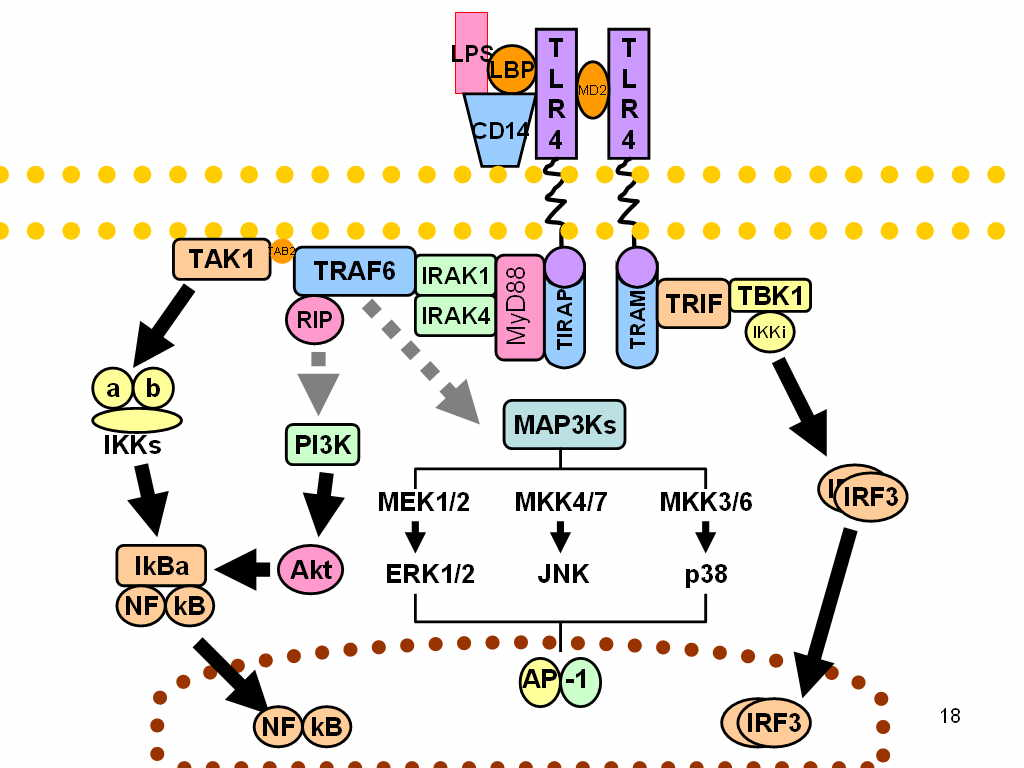 LPS
LBP
TLR4
MD2
TLR4
CD14
TAK1
TAB2
TRAF6
IRAK1
IRAK4
MyD88
TIRAP
TRAM
TRIF
TBK1
IKKi
RIP
a b
IKKs
PI3K
MAP3Ks
MEK1/2 MKK4/7 MKK3/6
IRF3
IkBa
NF kB
Akt
ERK1/2 JNK p38
AP -1
NF kB
IRF3
18